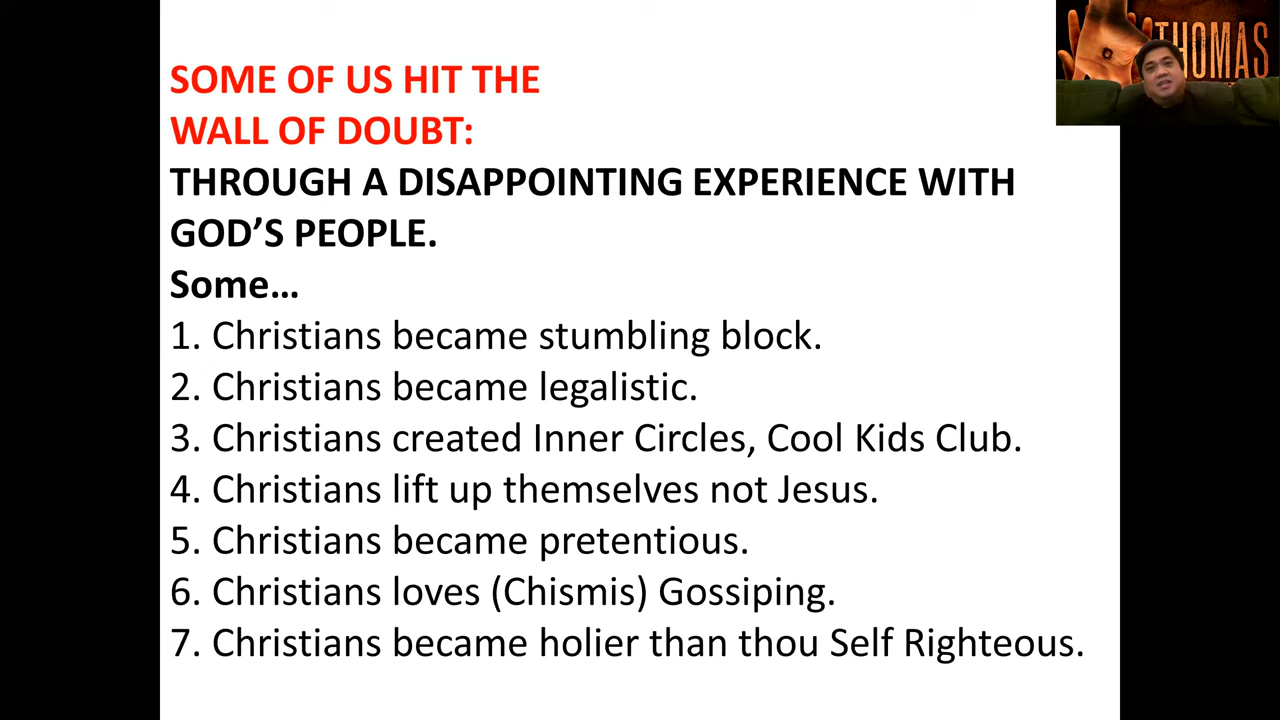 SOME OF US HIT THE
WALL OF DOUBT:
THROUGH A DISAPPOINTING EXPERIENCE WITH
GOD’S PEOPLE.
Some…
1. Christians became stumbling block.
2. Christians became legalistic.
3. Christians created Inner Circles, Cool Kids Club.
4. Christians lift up themselves not Jesus.
5. Christians became pretentious.
6. Christians loves (Chismis) Gossiping.
7. Christians became holier than thou Self Righteous.
THOMAS